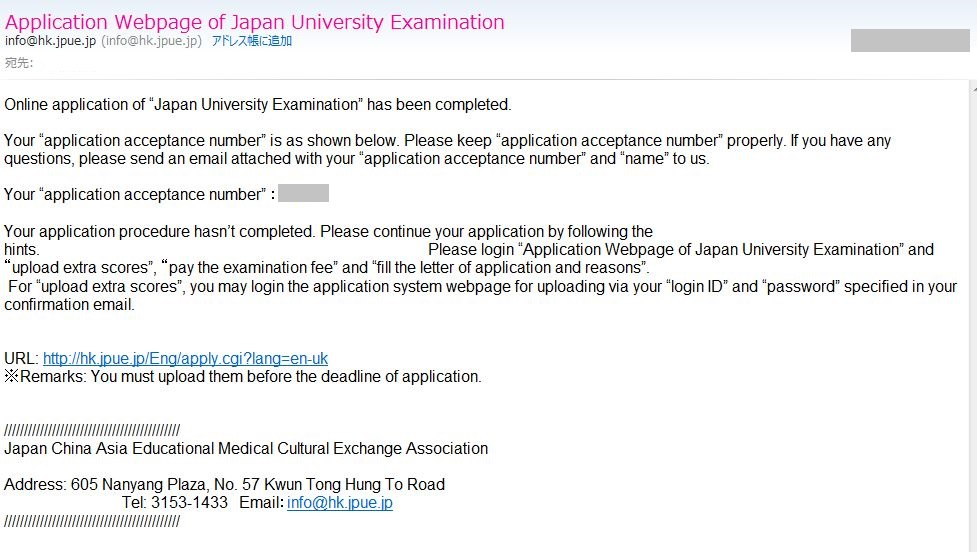 Application Webpage of Japan University Examination
info@hk.jpue.jp (info@hk.jpue.jp) アドレス帳に追加
宛先:
Online application of “Japan University Examination” has been completed.
Your “application acceptance number” is as shown below. Please keep “application acceptance number” properly. If you have any
questions, please send an email attached with your “application acceptance number” and “name” to us.
Your “application acceptance number” :
Your application procedure hasn’t completed. Please continue your application by following the
hints. Please login “Application Webpage of Japan University Examination” and
“upload extra scores”, “pay the examination fee” and “fill the letter of application and reasons”.
For “upload extra scores”, you may login the application system webpage for uploading via your “login ID” and “password” specified in your
confirmation email.
URL: http://hk.jpue.jp/Eng/apply.cgi?lang=en-uk
※Remarks: You must upload them before the deadline of application.
////////////////////////////////////////////
Japan China Asia Educational Medical Cultural Exchange Association
Address: 605 Nanyang Plaza, No. 57 Kwun Tong Hung To Road
Tel: 3153-1433 Email: info@hk.jpue.jp
////////////////////////////////////////////